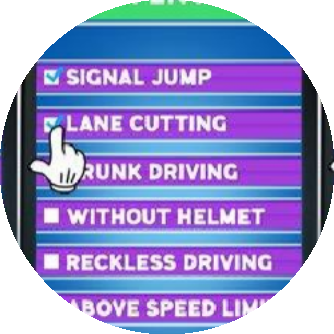 SIGNAL JUMP
LANE CUTTING
RUNK DRIVING
WITHOUT HELMET
RECKLESS DRIVING
ABOVE SPEED